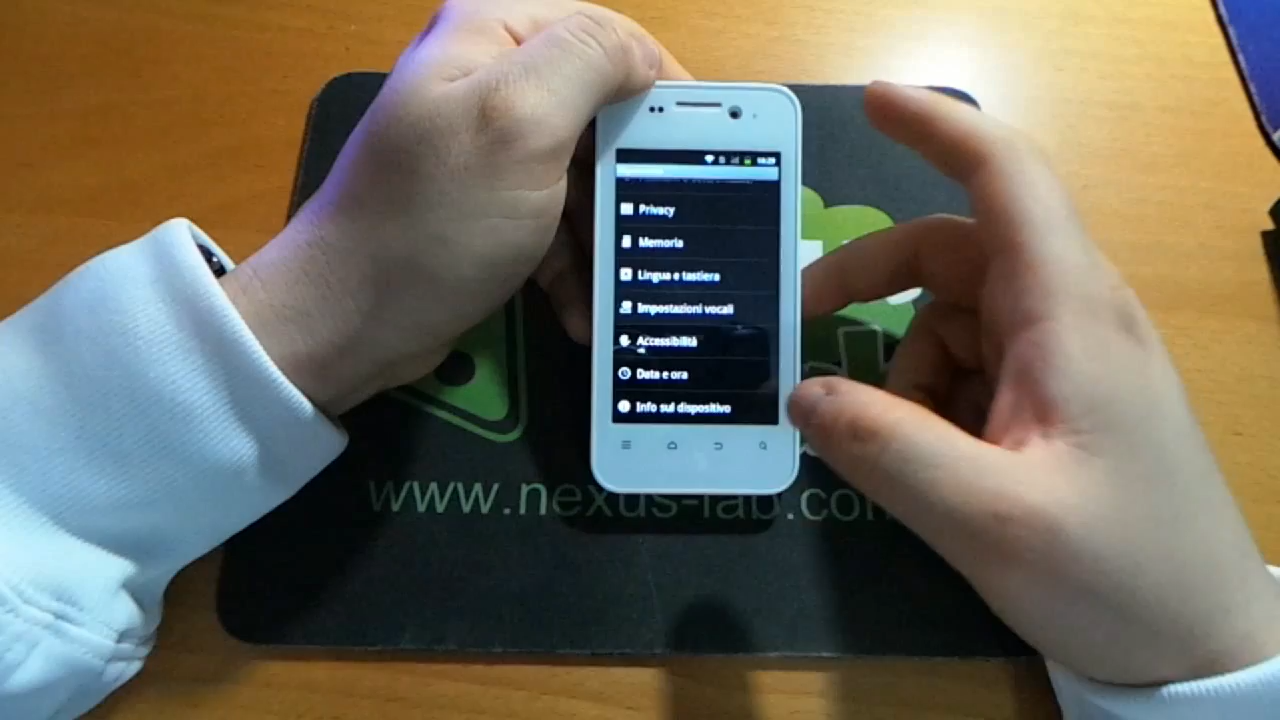 Privacy
Memoria
Lingua e tastiera
Impostazioni vocali
Accessibilità
Data e ora
Info sul dispositivo
www.nexus-lab.com